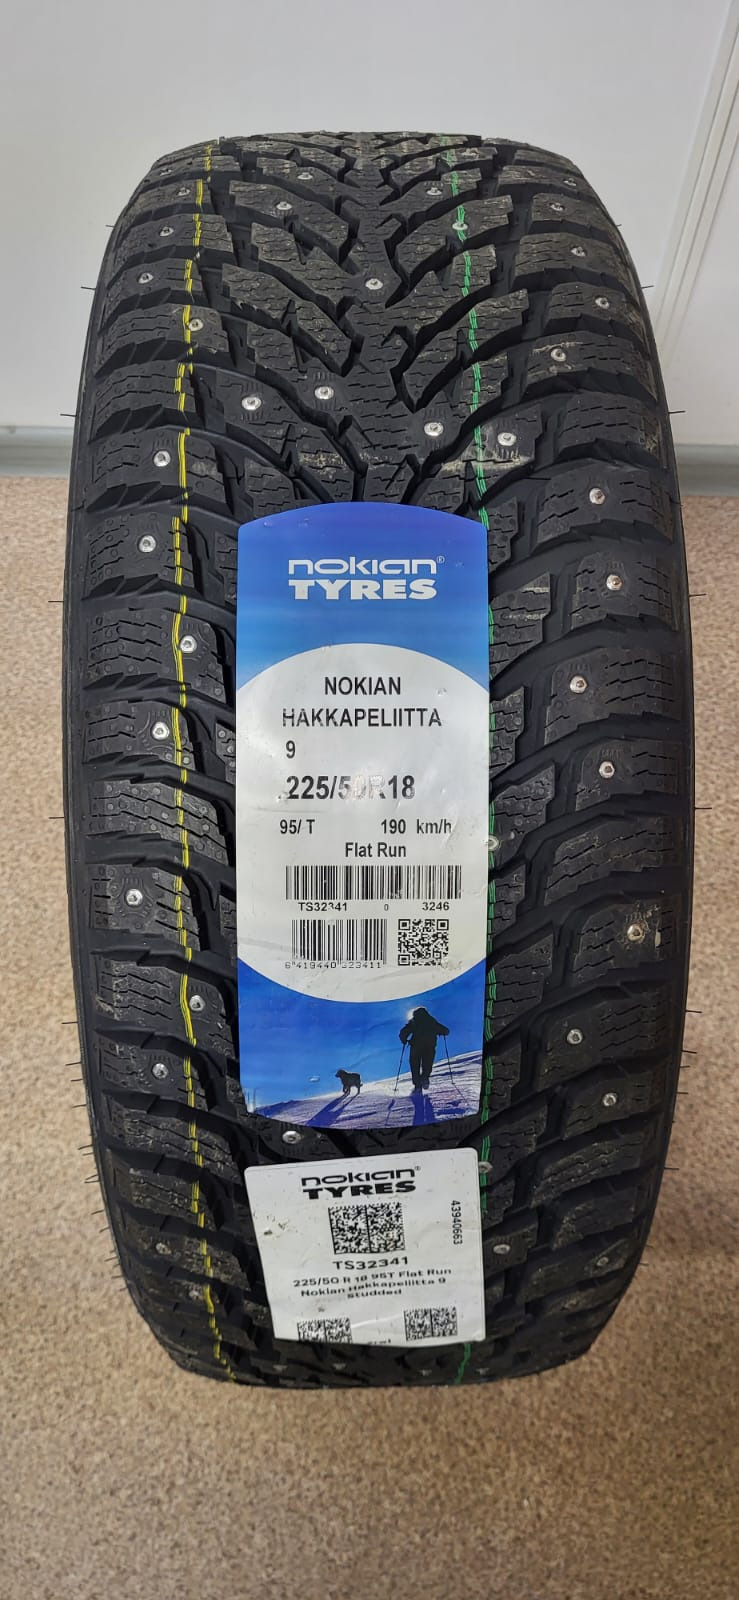 nokian®
TYRES
NOKIAN
HAKKAPELIITTA
9
225/50R18
95/ T 190 km/h
Flat Run
TS32341 0 3246
6 419440 323411
nokian®
TYRES
43940663
TS32341
225/50 R 18 95T Flat Run
Nokian Hakkapeliitta 9
studded